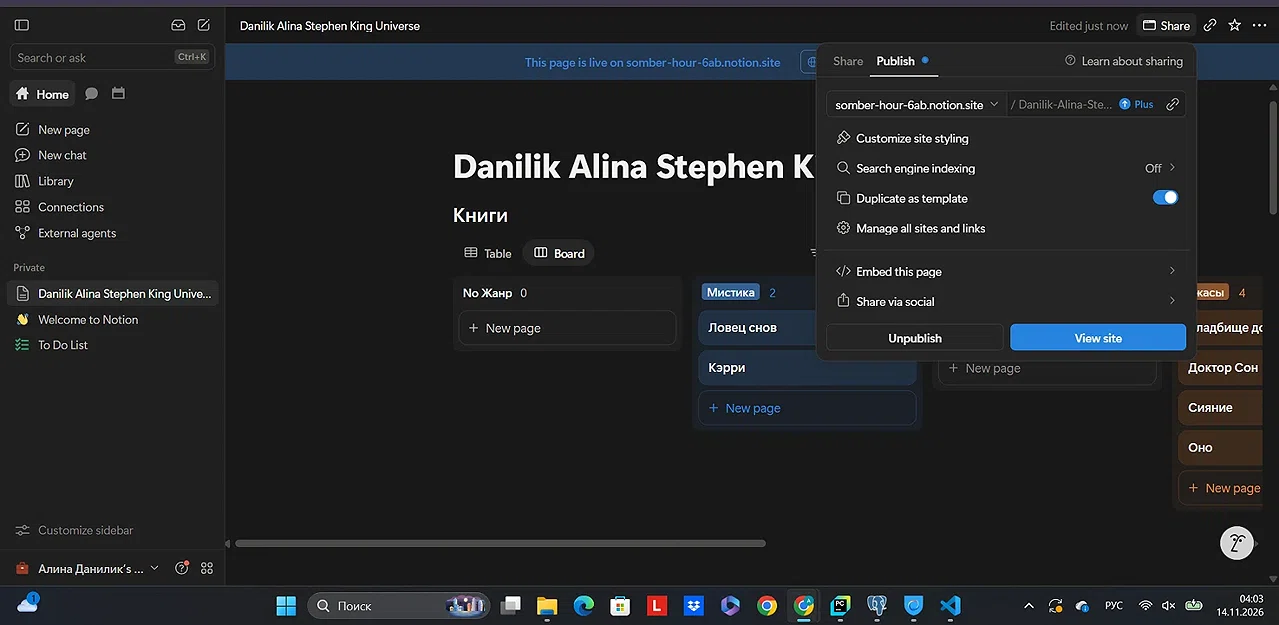 Danilik Alina Stephen King Universe
Edited just now
Share
Search or ask
Ctrl+K
This page is live on somber-hour-6ab.notion.site
Share
Publish
Learn about sharing
Home
somber-hour-6ab.notion.site
/ Danilik-Alina-Ste...
Plus
New page
New chat
Library
Connections
External agents
Customize site styling
Search engine indexing
Off
Duplicate as template
Manage all sites and links
Embed this page
Share via social
Unpublish
View site
Private
Danilik Alina Stephen King Unive...
Welcome to Notion
To Do List
Danilik Alina Stephen K
Книги
Table
Board
No Жанр 0
New page
Мистика 2
Ловец снов
Кэрри
New page
New page
4
Доктор Сон
Сияние
Оно
New page
Customize sidebar
Алина Данилик's ...
1
Поиск
L
PC
РУС
04:03
14.11.2026